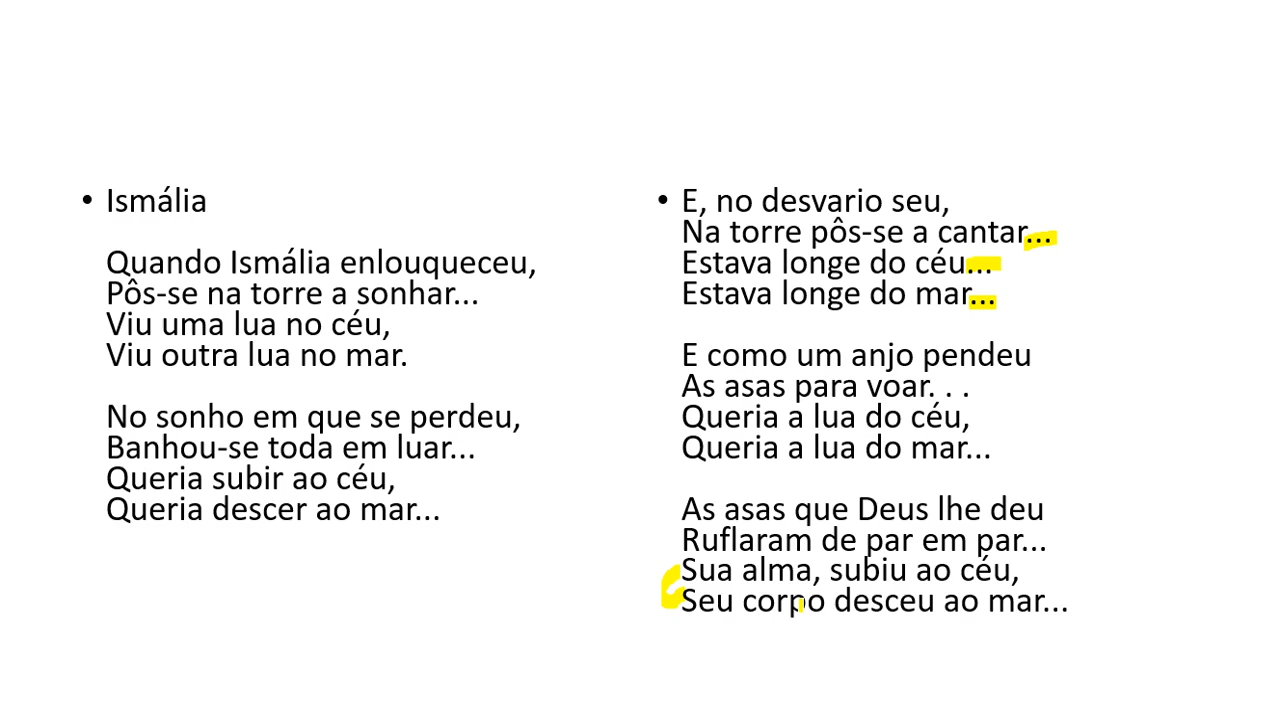 • Ismália

Quando Ismália enlouqueceu,
Pôs-se na torre a sonhar...
Viu uma lua no céu,
Viu outra lua no mar.

No sonho em que se perdeu,
Banhou-se toda em luar...
Queria subir ao céu,
Queria descer ao mar...

• E, no desvario seu,
Na torre pôs-se a cantar...
Estava longe do céu...
Estava longe do mar...

E como um anjo pendeu
As asas para voar. . .
Queria a lua do céu,
Queria a lua do mar...

As asas que Deus lhe deu
Ruflaram de par em par...
Sua alma, subiu ao céu,
Seu corpo desceu ao mar...